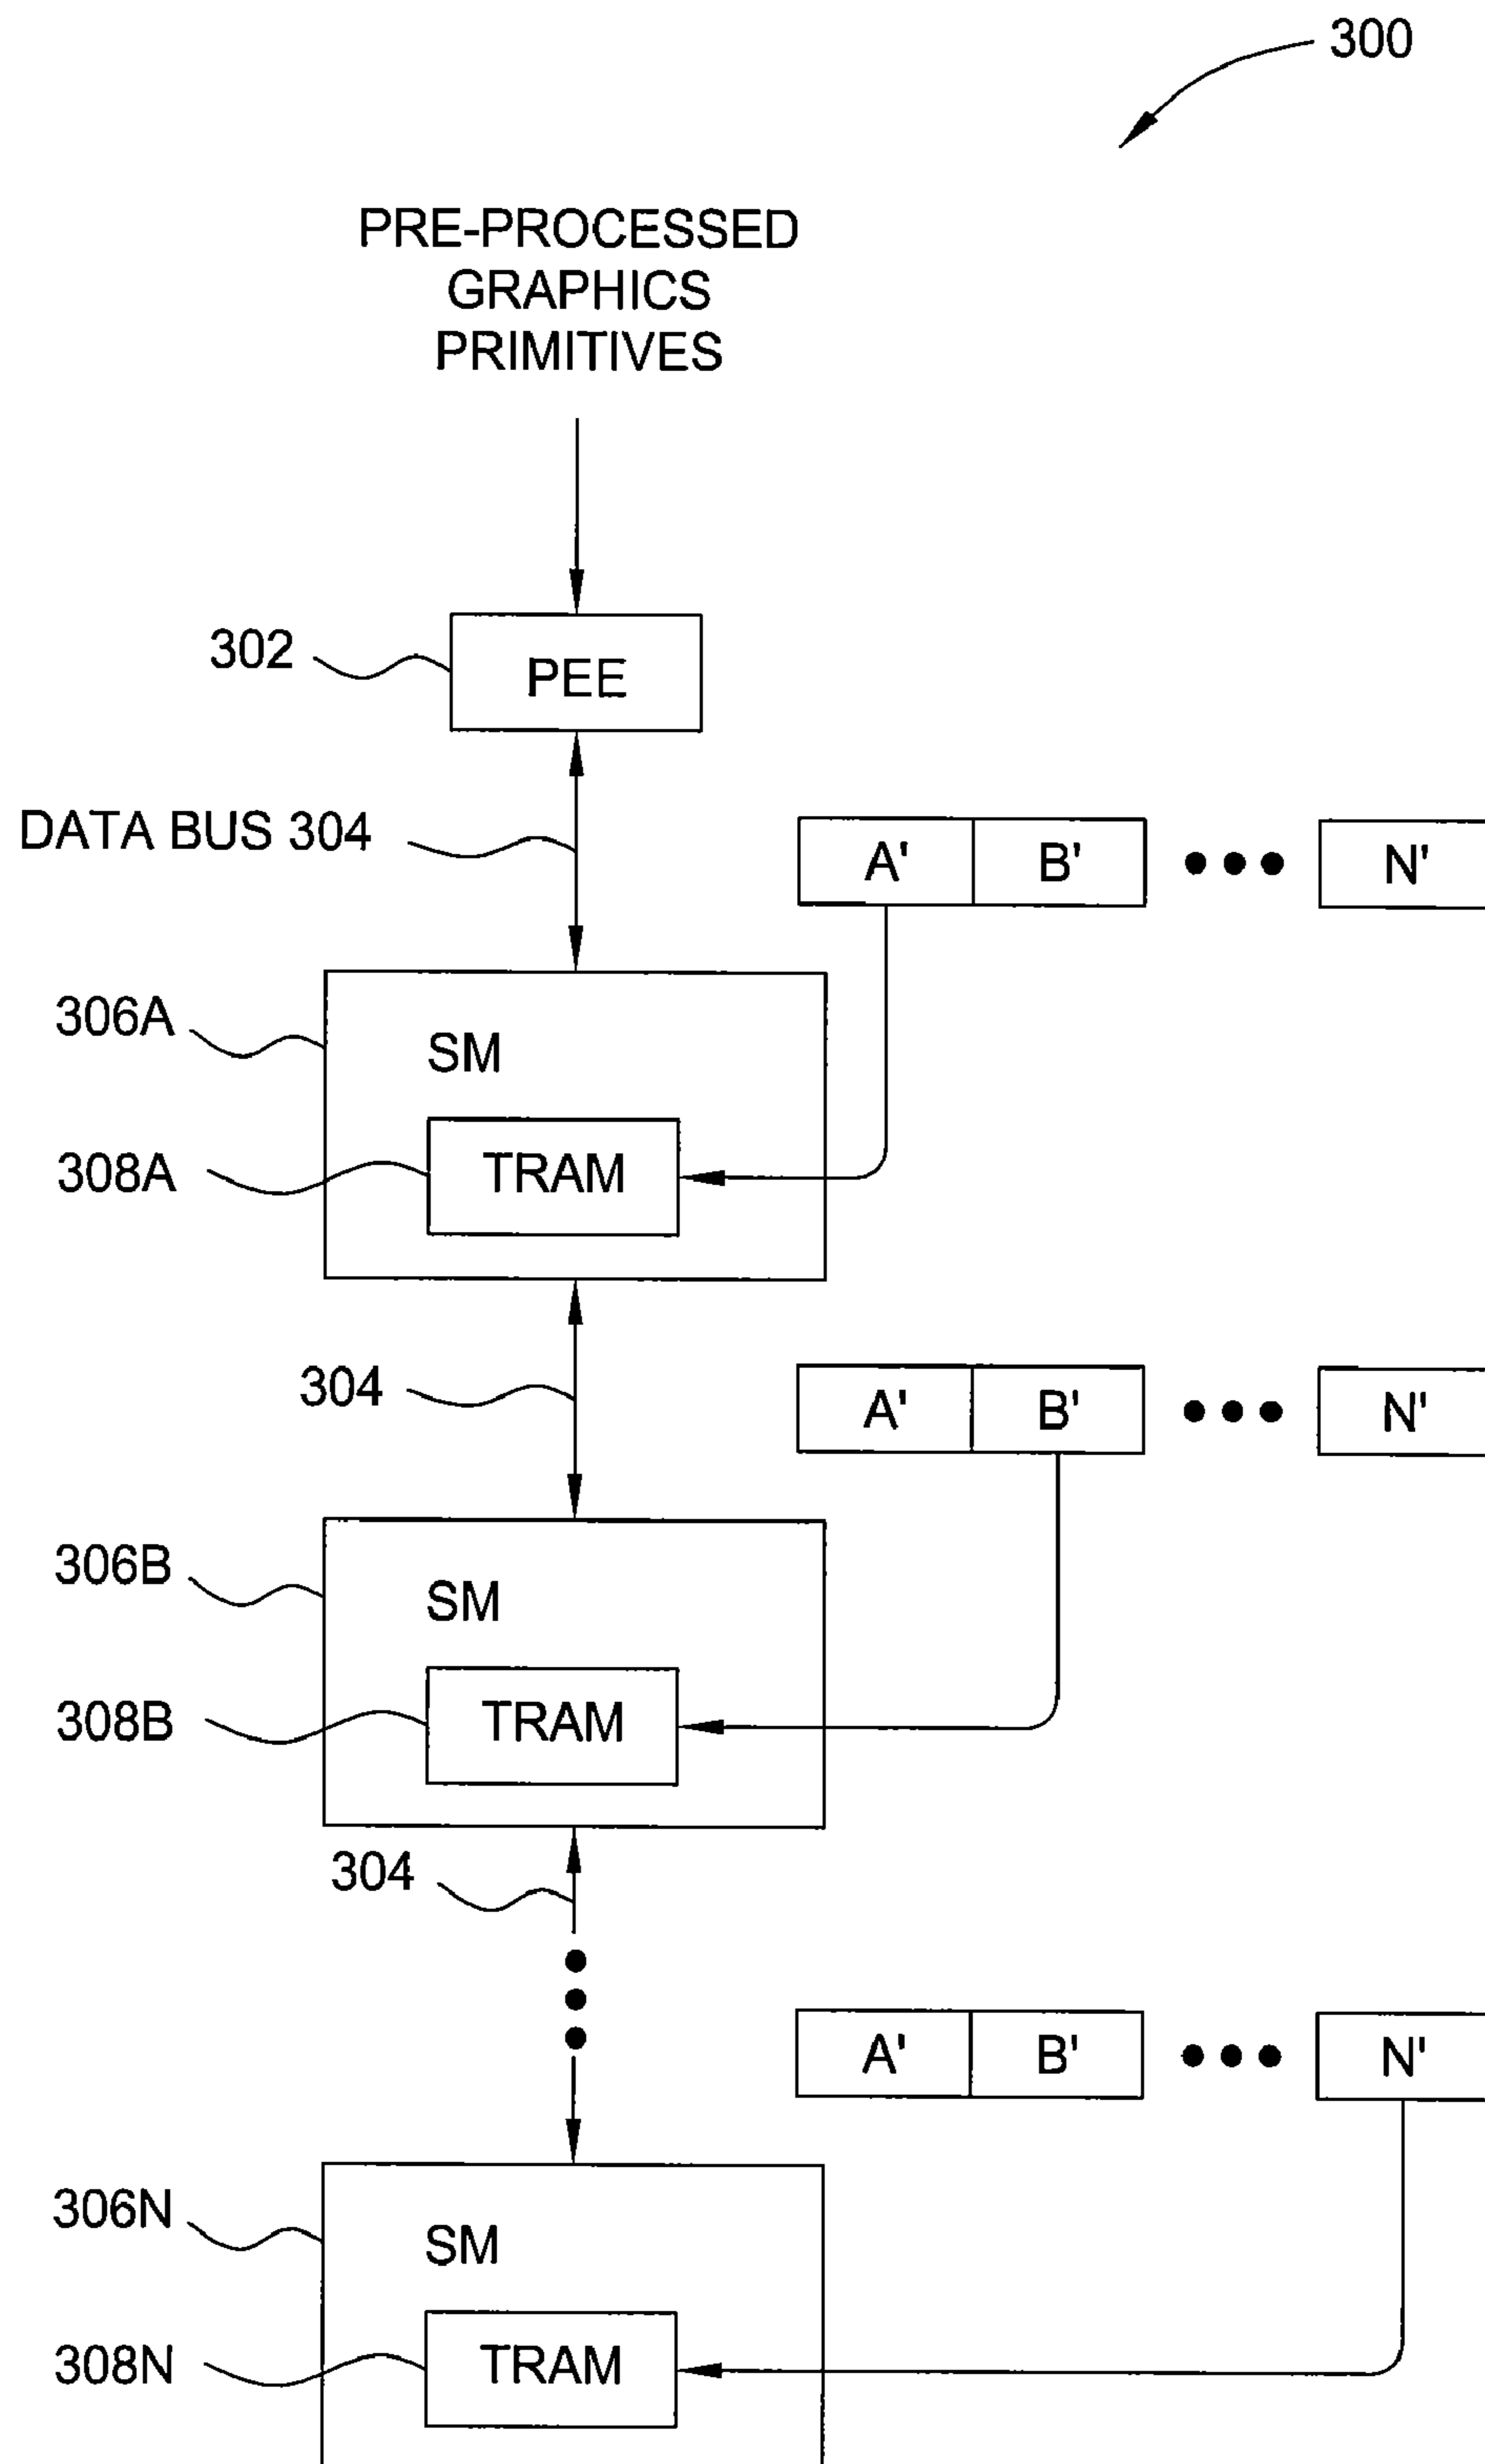 300
PRE-PROCESSED
GRAPHICS
PRIMITIVES
302
PEE
DATA BUS 304
A' B' ••• N'
306A
SM
308A
TRAM
304
A' B' ••• N'
306B
SM
308B
TRAM
304
A' B' ••• N'
306N
SM
308N
TRAM